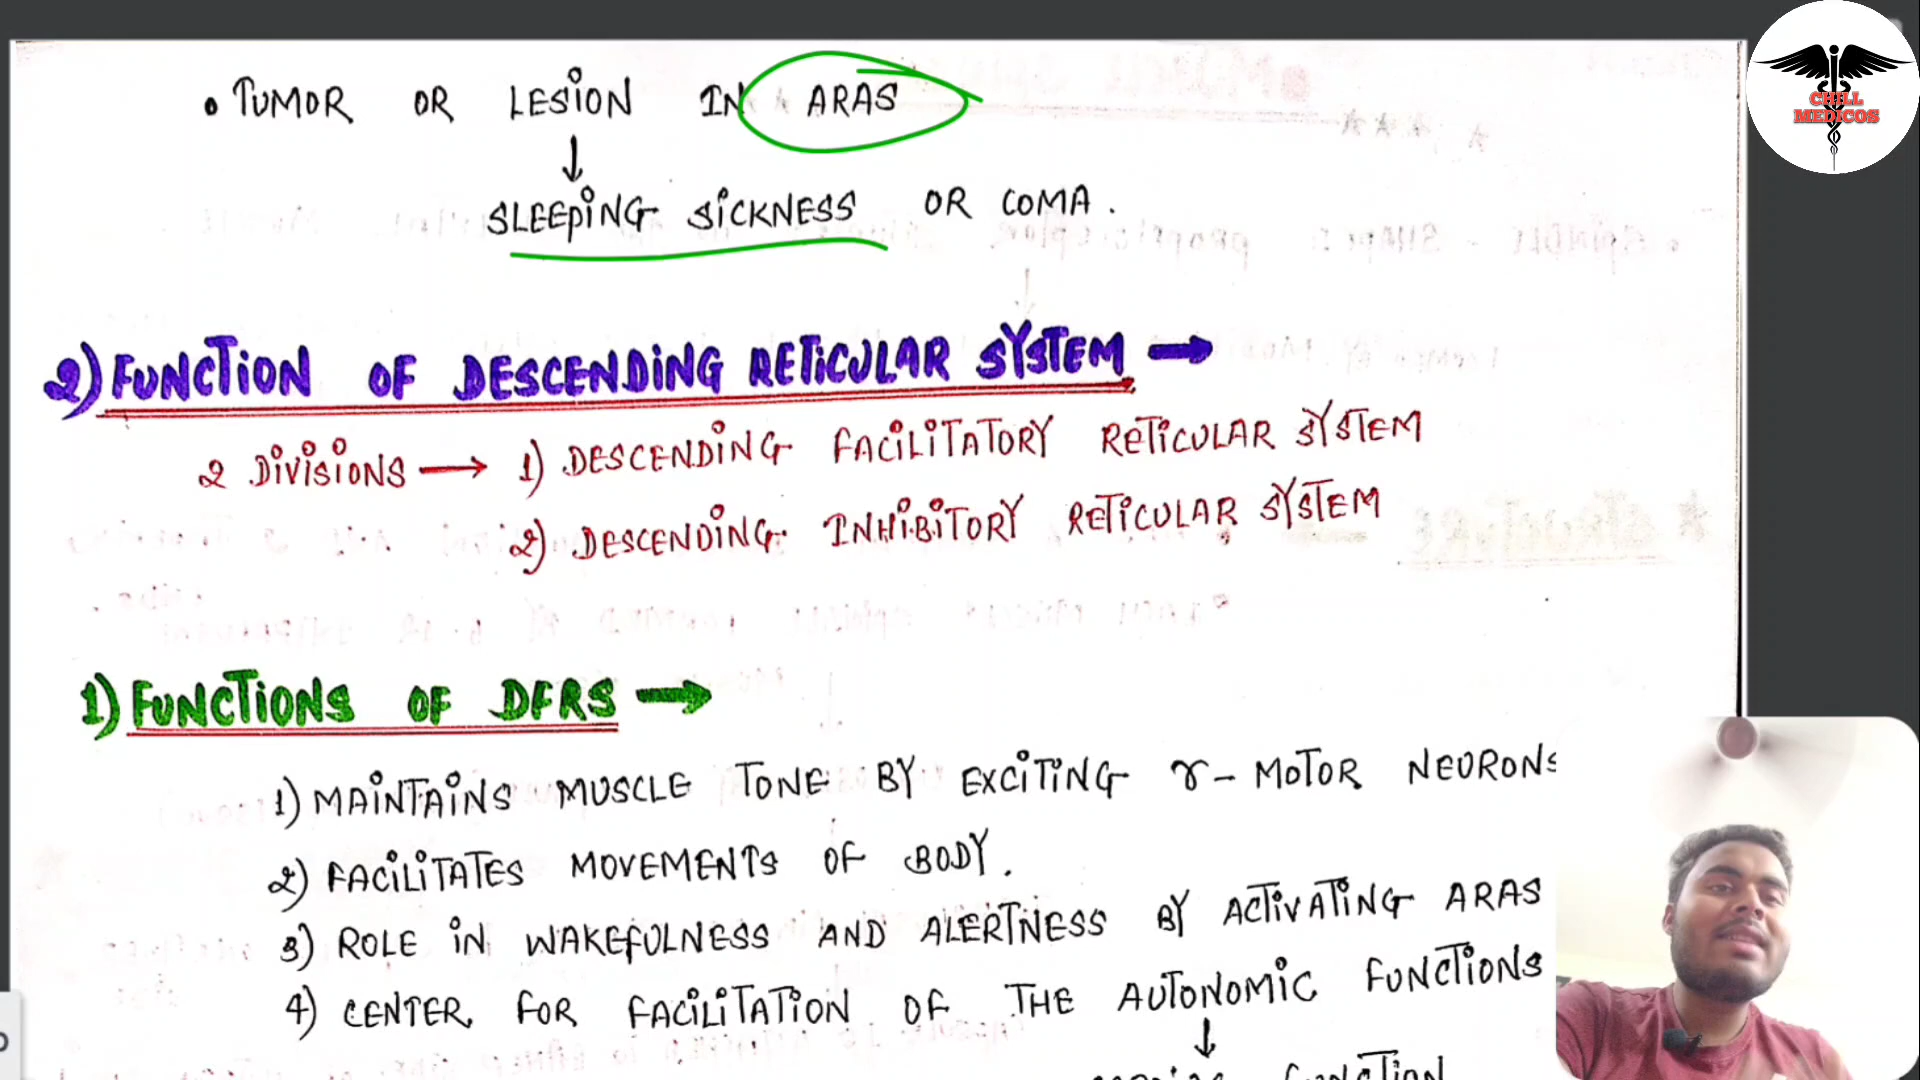 • TUMOR OR LESION IN ARAS
↓
SLEEPING SICKNESS OR COMA.
2) FUNCTION OF DESCENDING RETICULAR SYSTEM →
2 DIVISIONS → 1) DESCENDING FACILITATORY RETICULAR SYSTEM
2) DESCENDING INHIBITORY RETICULAR SYSTEM
1) FUNCTIONS OF DFRS →
1) MAINTAINS MUSCLE TONE BY EXCITING γ- MOTOR NEURONS
2) FACILITATES MOVEMENTS OF BODY.
3) ROLE IN WAKEFULNESS AND ALERTNESS BY ACTIVATING ARAS
4) CENTER FOR FACILITATION OF THE AUTONOMIC FUNCTIONS
↓
FUNCTION
CHILL
MEDICOS